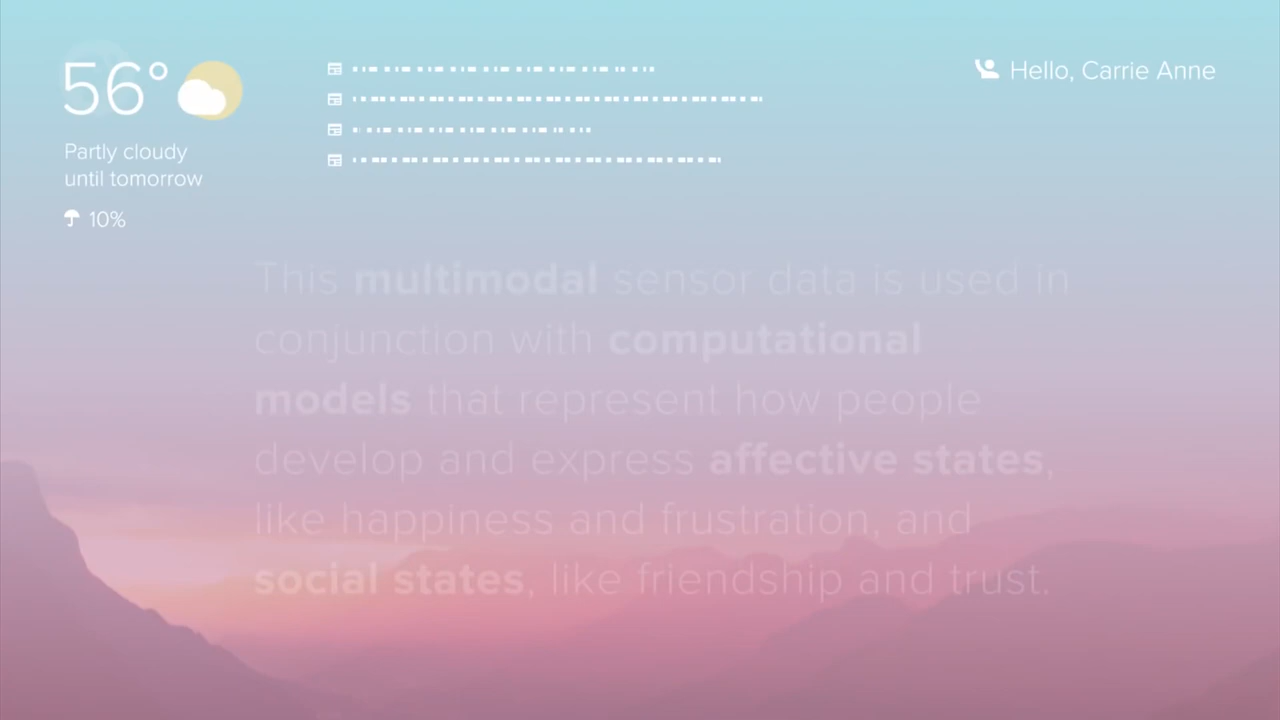 56°
Partly cloudy
until tomorrow
10%
Hello, Carrie Anne
This multimodal sensor data is used in
conjunction with computational
models that represent how people
develop and express affective states,
like happiness and frustration, and
social states, like friendship and trust.